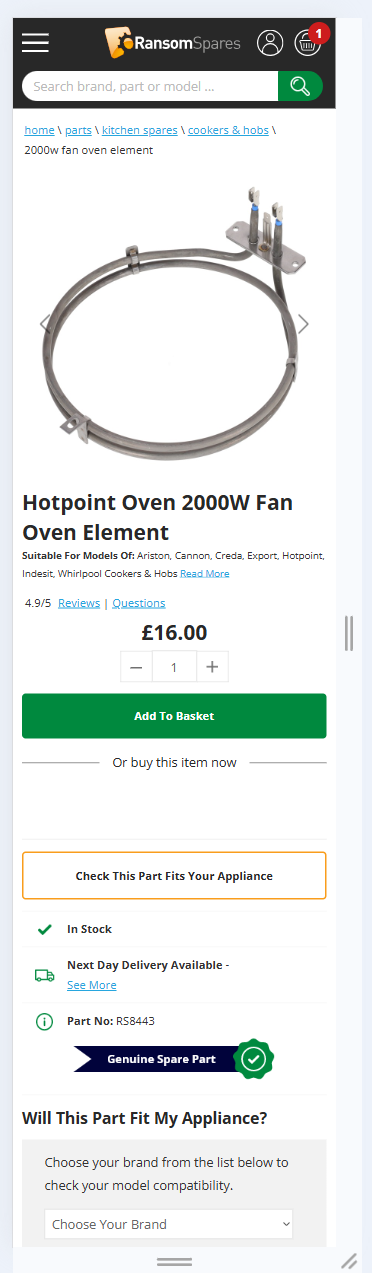 RansomSpares
1
Search brand, part or model ...
home \ parts \ kitchen spares \ cookers & hobs \
2000w fan oven element
Hotpoint Oven 2000W Fan
Oven Element
Suitable For Models Of: Ariston, Cannon, Creda, Export, Hotpoint,
Indesit, Whirlpool Cookers & Hobs Read More
4.9/5 Reviews | Questions
£16.00
1
Add To Basket
Or buy this item now
Check This Part Fits Your Appliance
In Stock
Next Day Delivery Available -
See More
Part No: RS8443
Genuine Spare Part
Will This Part Fit My Appliance?
Choose your brand from the list below to
check your model compatibility.
Choose Your Brand